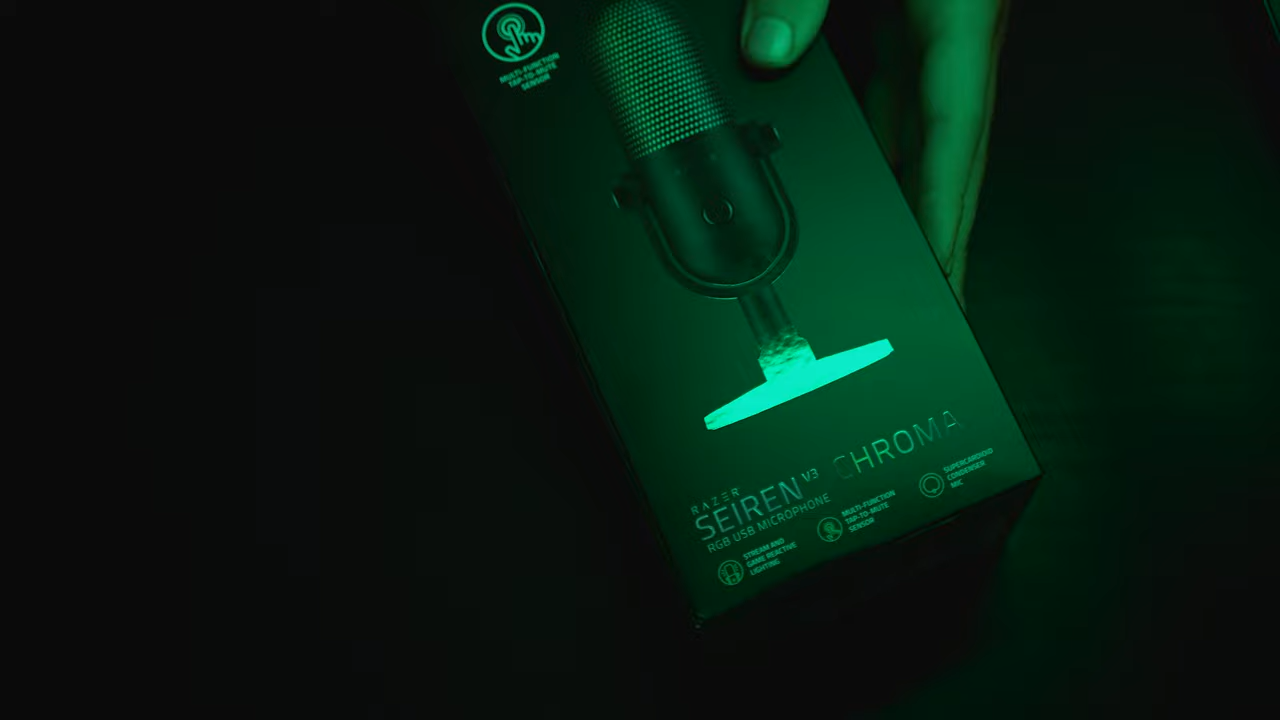 MULTI-FUNCTION
TAP-TO-MUTE
SENSOR
RAZER
SEIREN V3 CHROMA
RGB USB MICROPHONE
STREAM AND
GAME REACTIVE
LIGHTING
MULTI-FUNCTION
TAP-TO-MUTE
SENSOR
SUPERCARDIOID
CONDENSER
MIC